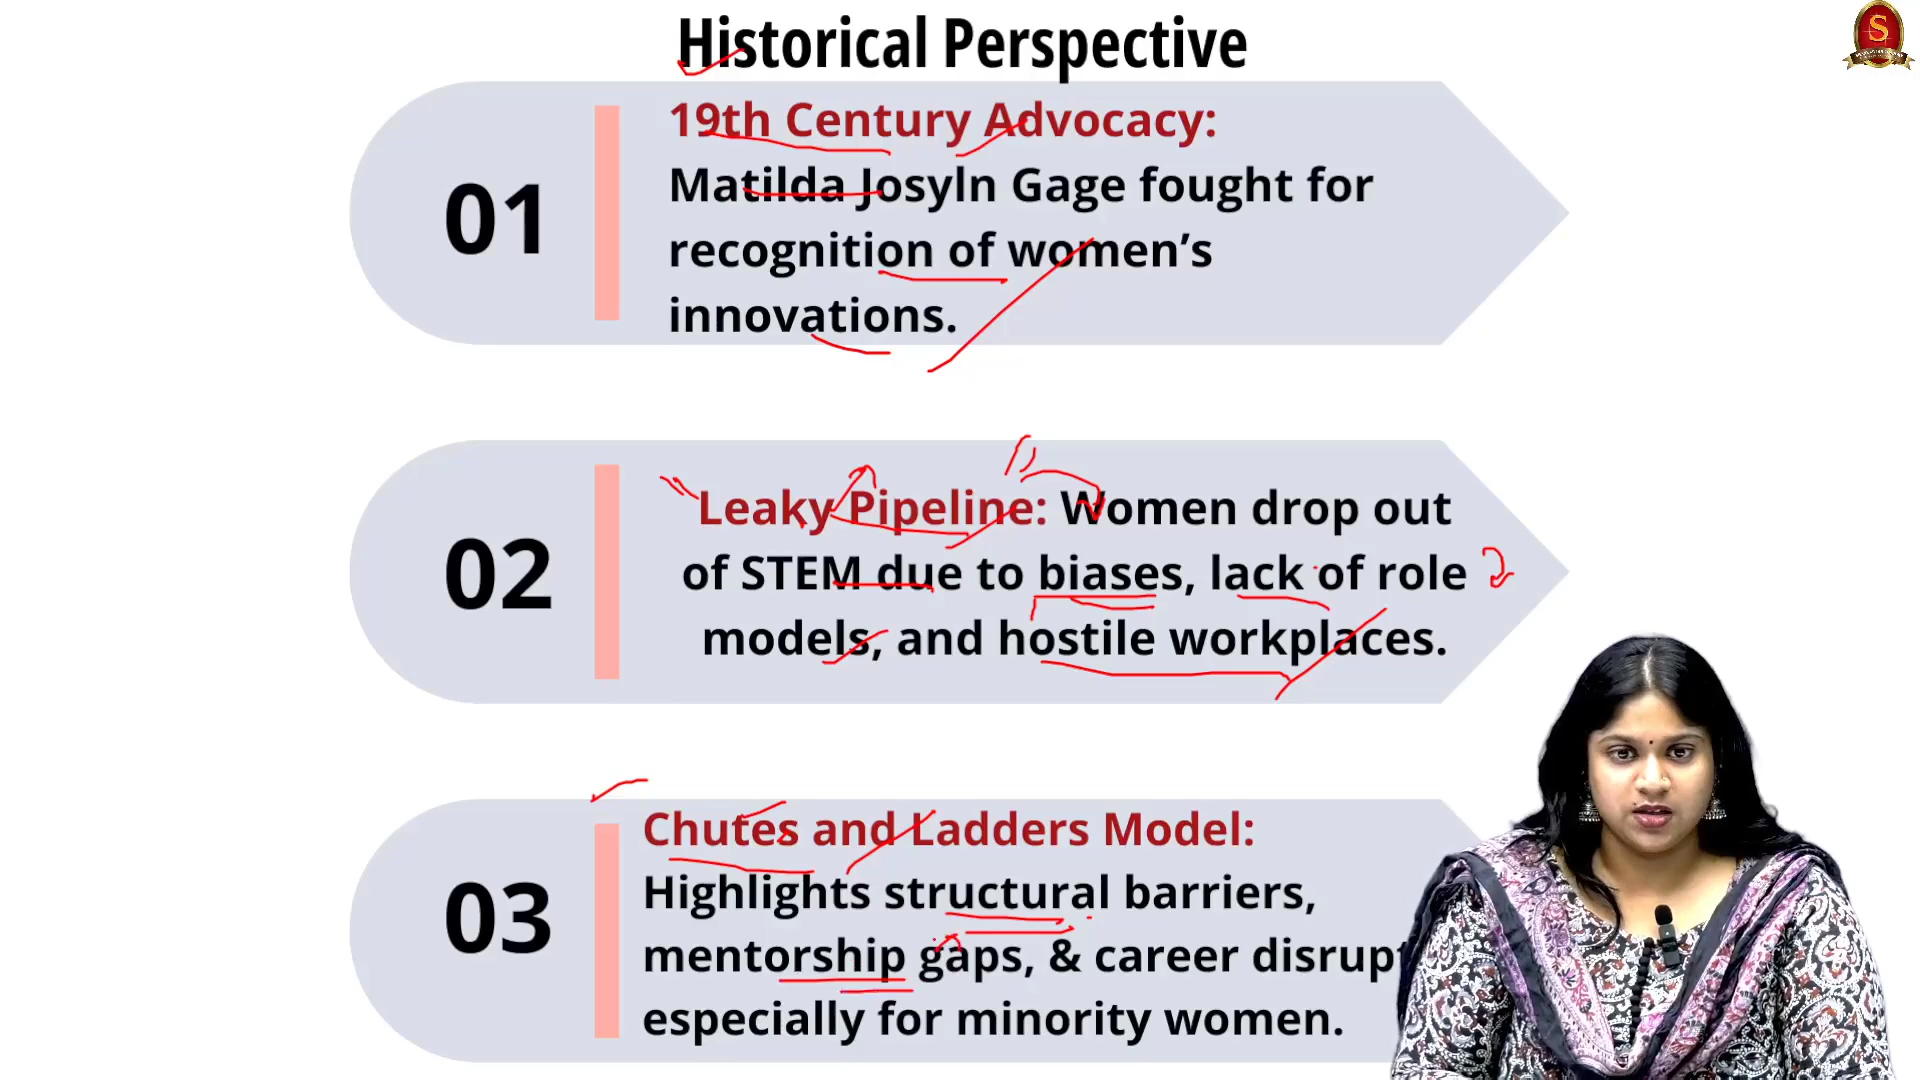 Historical Perspective
S
01
19th Century Advocacy:
Matilda Josyln Gage fought for
recognition of women’s
innovations.
02
Leaky Pipeline: Women drop out
of STEM due to biases, lack of role
models, and hostile workplaces.
03
Chutes and Ladders Model:
Highlights structural barriers,
mentorship gaps, & career
especially for minority women.